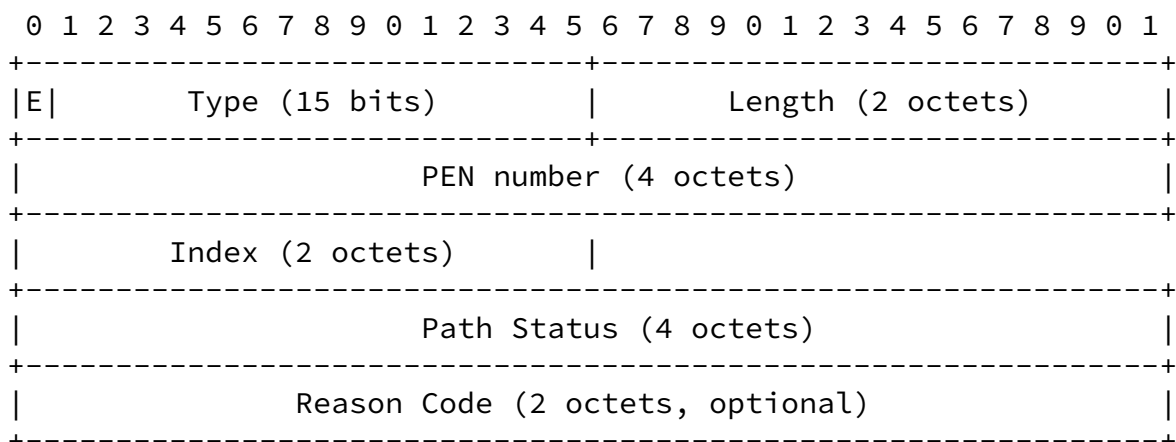 0 1 2 3 4 5 6 7 8 9 0 1 2 3 4 5 6 7 8 9 0 1 2 3 4 5 6 7 8 9 0 1
+-------------------------------+-------------------------------+
|E|       Type (15 bits)        |       Length (2 octets)       |
+-------------------------------+-------------------------------+
|                      PEN number (4 octets)                    |
+---------------------------------------------------------------+
|        Index (2 octets)       |
+---------------------------------------------------------------+
|                      Path Status (4 octets)                   |
+---------------------------------------------------------------+
|               Reason Code (2 octets, optional)                |
+---------------------------------------------------------------+